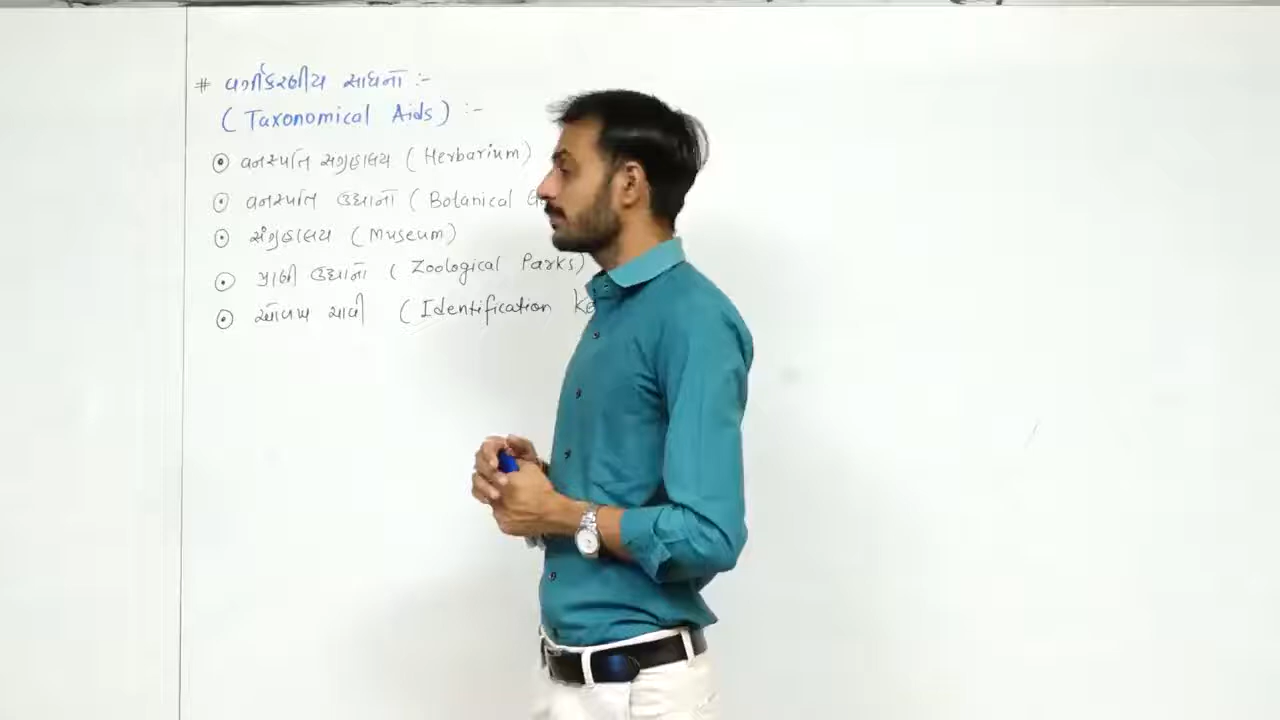 # વર્ગીકરણીય સાધનો :-
( Taxonomical Aids ) :-
વનસ્પતિ સંગ્રહાલય ( Herbarium )
વનસ્પતિ ઉદ્યાનો ( Botanical
સંગ્રહાલય ( Museum )
પ્રાણી ઉદ્યાનો ( Zoological Parks )
ઓળખ ચાવી ( Identification